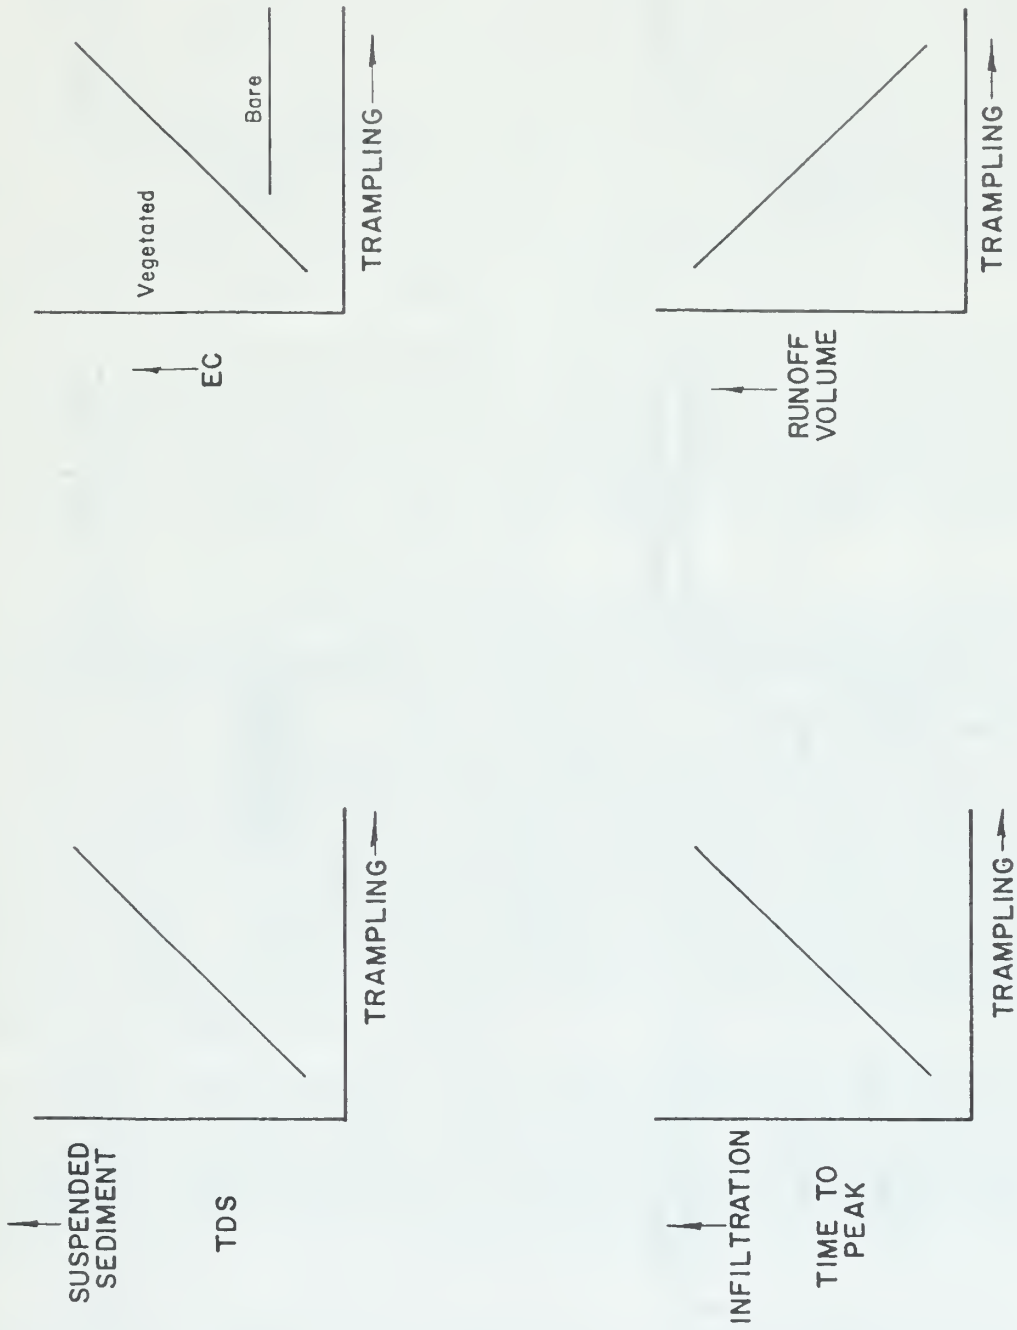 SUSPENDED
SEDIMENT
TDS
TRAMPLING
Vegetated
EC
Bare
TRAMPLING
INFILTRATION
TIME TO
PEAK
TRAMPLING
RUNOFF
VOLUME
TRAMPLING